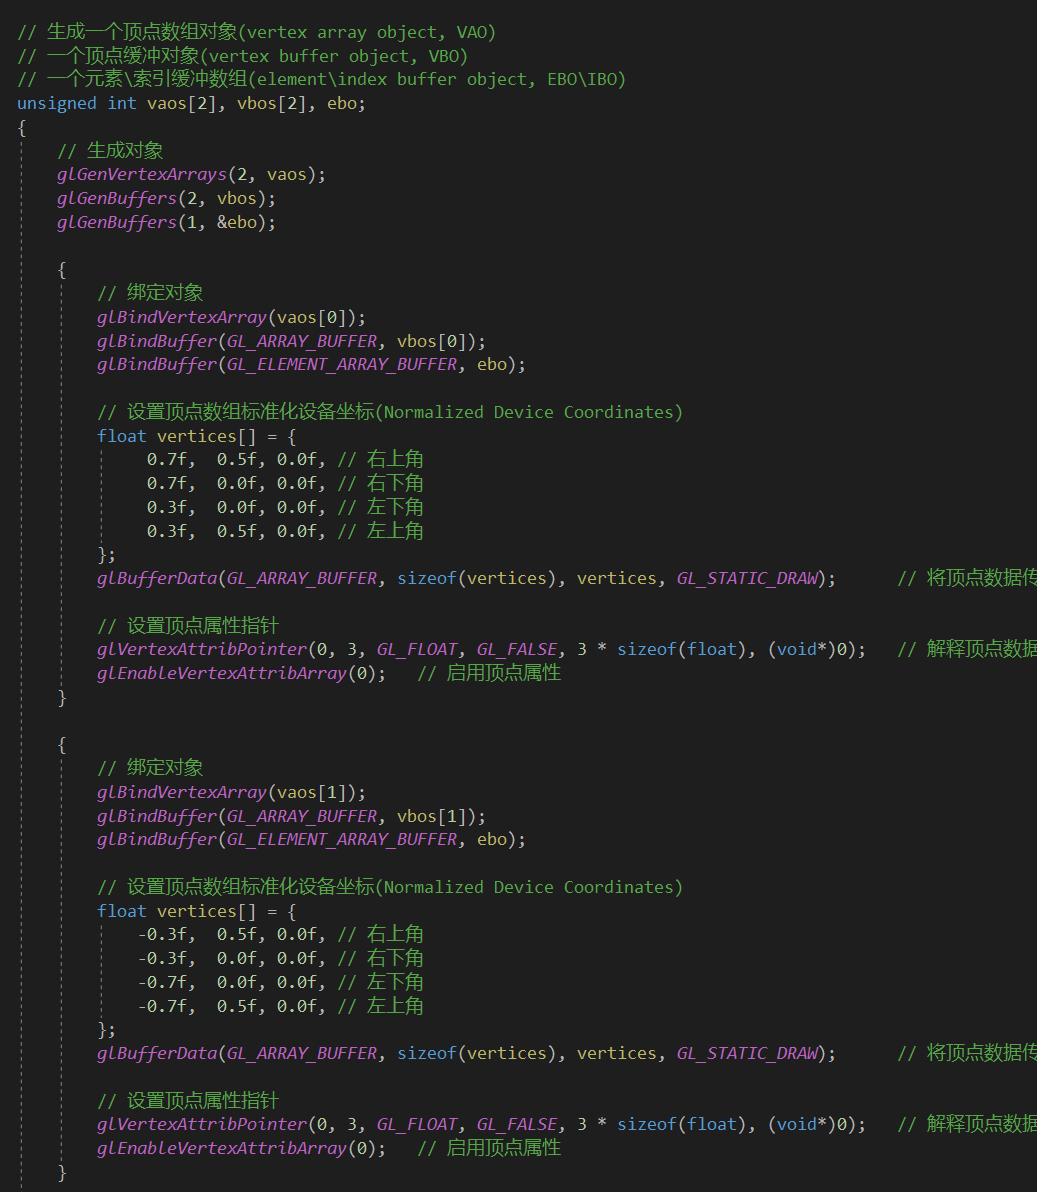 // 生成一个顶点数组对象(vertex array object, VAO)
// 一个顶点缓冲对象(vertex buffer object, VBO)
// 一个元素\索引缓冲数组(element\index buffer object, EBO\IBO)
unsigned int vaos[2], vbos[2], ebo;
{
// 生成对象
glGenVertexArrays(2, vaos);
glGenBuffers(2, vbos);
glGenBuffers(1, &ebo);
{
// 绑定对象
glBindVertexArray(vaos[0]);
glBindBuffer(GL_ARRAY_BUFFER, vbos[0]);
glBindBuffer(GL_ELEMENT_ARRAY_BUFFER, ebo);
// 设置顶点数组标准化设备坐标(Normalized Device Coordinates)
float vertices[] = {
0.7f, 0.5f, 0.0f, // 右上角
0.7f, 0.0f, 0.0f, // 右下角
0.3f, 0.0f, 0.0f, // 左下角
0.3f, 0.5f, 0.0f, // 左上角
};
glBufferData(GL_ARRAY_BUFFER, sizeof(vertices), vertices, GL_STATIC_DRAW); // 将顶点数据传
// 设置顶点属性指针
glVertexAttribPointer(0, 3, GL_FLOAT, GL_FALSE, 3 * sizeof(float), (void*)0); // 解释顶点数据
glEnableVertexAttribArray(0); // 启用顶点属性
}
{
// 绑定对象
glBindVertexArray(vaos[1]);
glBindBuffer(GL_ARRAY_BUFFER, vbos[1]);
glBindBuffer(GL_ELEMENT_ARRAY_BUFFER, ebo);
// 设置顶点数组标准化设备坐标(Normalized Device Coordinates)
float vertices[] = {
-0.3f, 0.5f, 0.0f, // 右上角
-0.3f, 0.0f, 0.0f, // 右下角
-0.7f, 0.0f, 0.0f, // 左下角
-0.7f, 0.5f, 0.0f, // 左上角
};
glBufferData(GL_ARRAY_BUFFER, sizeof(vertices), vertices, GL_STATIC_DRAW); // 将顶点数据传
// 设置顶点属性指针
glVertexAttribPointer(0, 3, GL_FLOAT, GL_FALSE, 3 * sizeof(float), (void*)0); // 解释顶点数据
glEnableVertexAttribArray(0); // 启用顶点属性
}